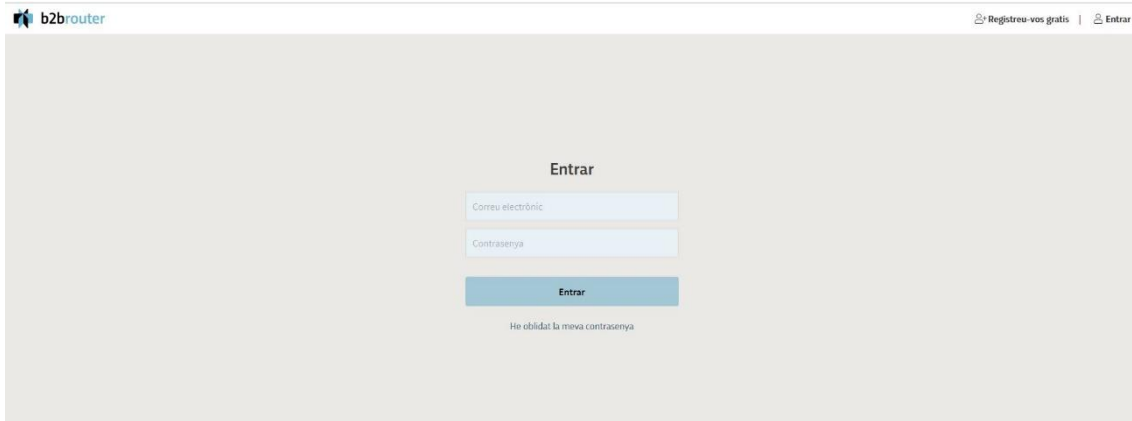 b2brouter
Registreu-vos gratis | Entrar
Entrar
Correu electrònic
Contrasenya
Entrar
He oblidat la meva contrasenya